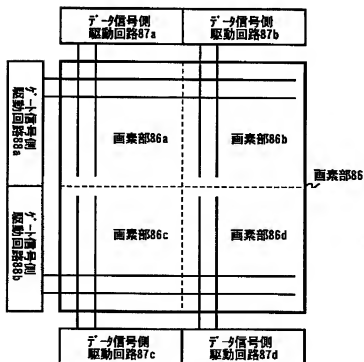 データ信号側
駆動回路87a
データ信号側
駆動回路87b
ゲート信号側
駆動回路88a
画素部86a
画素部86b
画素部86
ゲート信号側
駆動回路88b
画素部86c
画素部86d
データ信号側
駆動回路87c
データ信号側
駆動回路87d